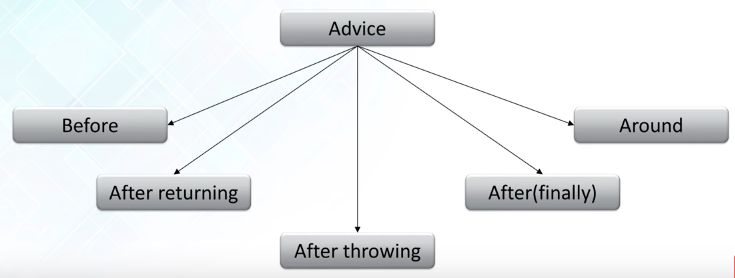 Advice
Before
Around
After returning
After(finally)
After throwing